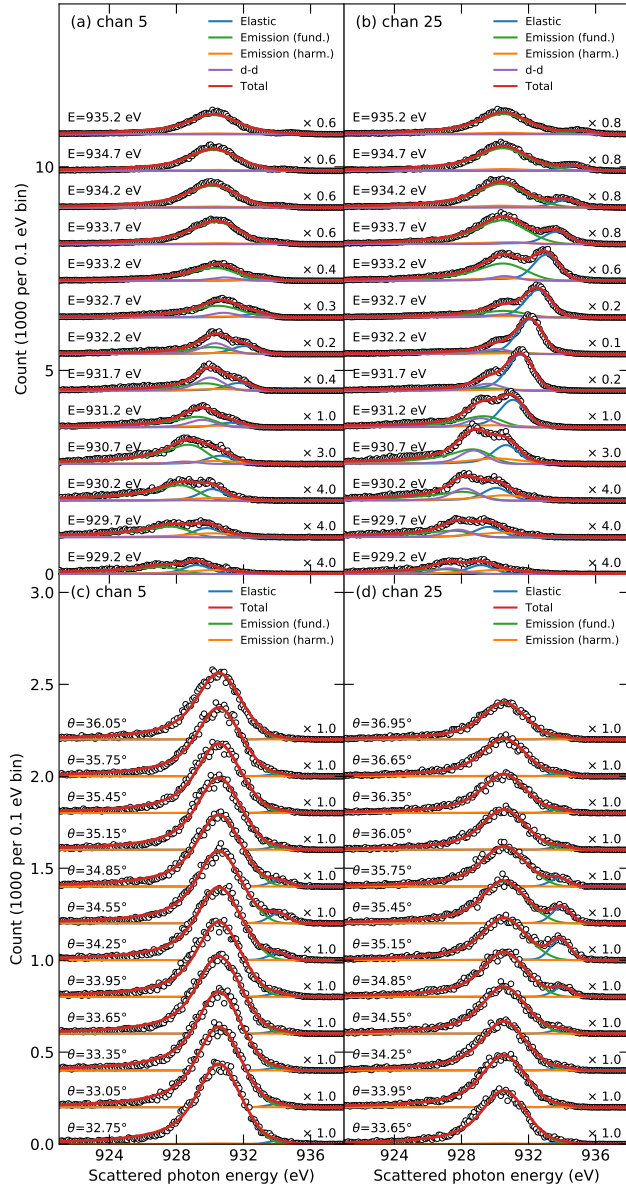 (a) chan 5
Elastic
Emission (fund.)
Emission (harm.)
d-d
Total
E=935.2 eV × 0.6
E=934.7 eV × 0.6
E=934.2 eV × 0.6
E=933.7 eV × 0.6
E=933.2 eV × 0.4
E=932.7 eV × 0.3
E=932.2 eV × 0.2
E=931.7 eV × 0.4
E=931.2 eV × 1.0
E=930.7 eV × 3.0
E=930.2 eV × 4.0
E=929.7 eV × 4.0
E=929.2 eV × 4.0
10
5
0
Count (1000 per 0.1 eV bin)
(b) chan 25
Elastic
Emission (fund.)
Emission (harm.)
d-d
Total
E=935.2 eV × 0.8
E=934.7 eV × 0.8
E=934.2 eV × 0.8
E=933.7 eV × 0.8
E=933.2 eV × 0.6
E=932.7 eV × 0.2
E=932.2 eV × 0.1
E=931.7 eV × 0.2
E=931.2 eV × 1.0
E=930.7 eV × 3.0
E=930.2 eV × 4.0
E=929.7 eV × 4.0
E=929.2 eV × 4.0
(c) chan 5
Elastic
Total
Emission (fund.)
Emission (harm.)
θ=36.05° × 1.0
θ=35.75° × 1.0
θ=35.45° × 1.0
θ=35.15° × 1.0
θ=34.85° × 1.0
θ=34.55° × 1.0
θ=34.25° × 1.0
θ=33.95° × 1.0
θ=33.65° × 1.0
θ=33.35° × 1.0
θ=33.05° × 1.0
θ=32.75° × 1.0
3.0
2.5
2.0
1.5
1.0
0.5
0.0
Count (1000 per 0.1 eV bin)
924 928 932 936
Scattered photon energy (eV)
(d) chan 25
Elastic
Total
Emission (fund.)
Emission (harm.)
θ=36.95° × 1.0
θ=36.65° × 1.0
θ=36.35° × 1.0
θ=36.05° × 1.0
θ=35.75° × 1.0
θ=35.45° × 1.0
θ=35.15° × 1.0
θ=34.85° × 1.0
θ=34.55° × 1.0
θ=34.25° × 1.0
θ=33.95° × 1.0
θ=33.65° × 1.0
924 928 932 936
Scattered photon energy (eV)